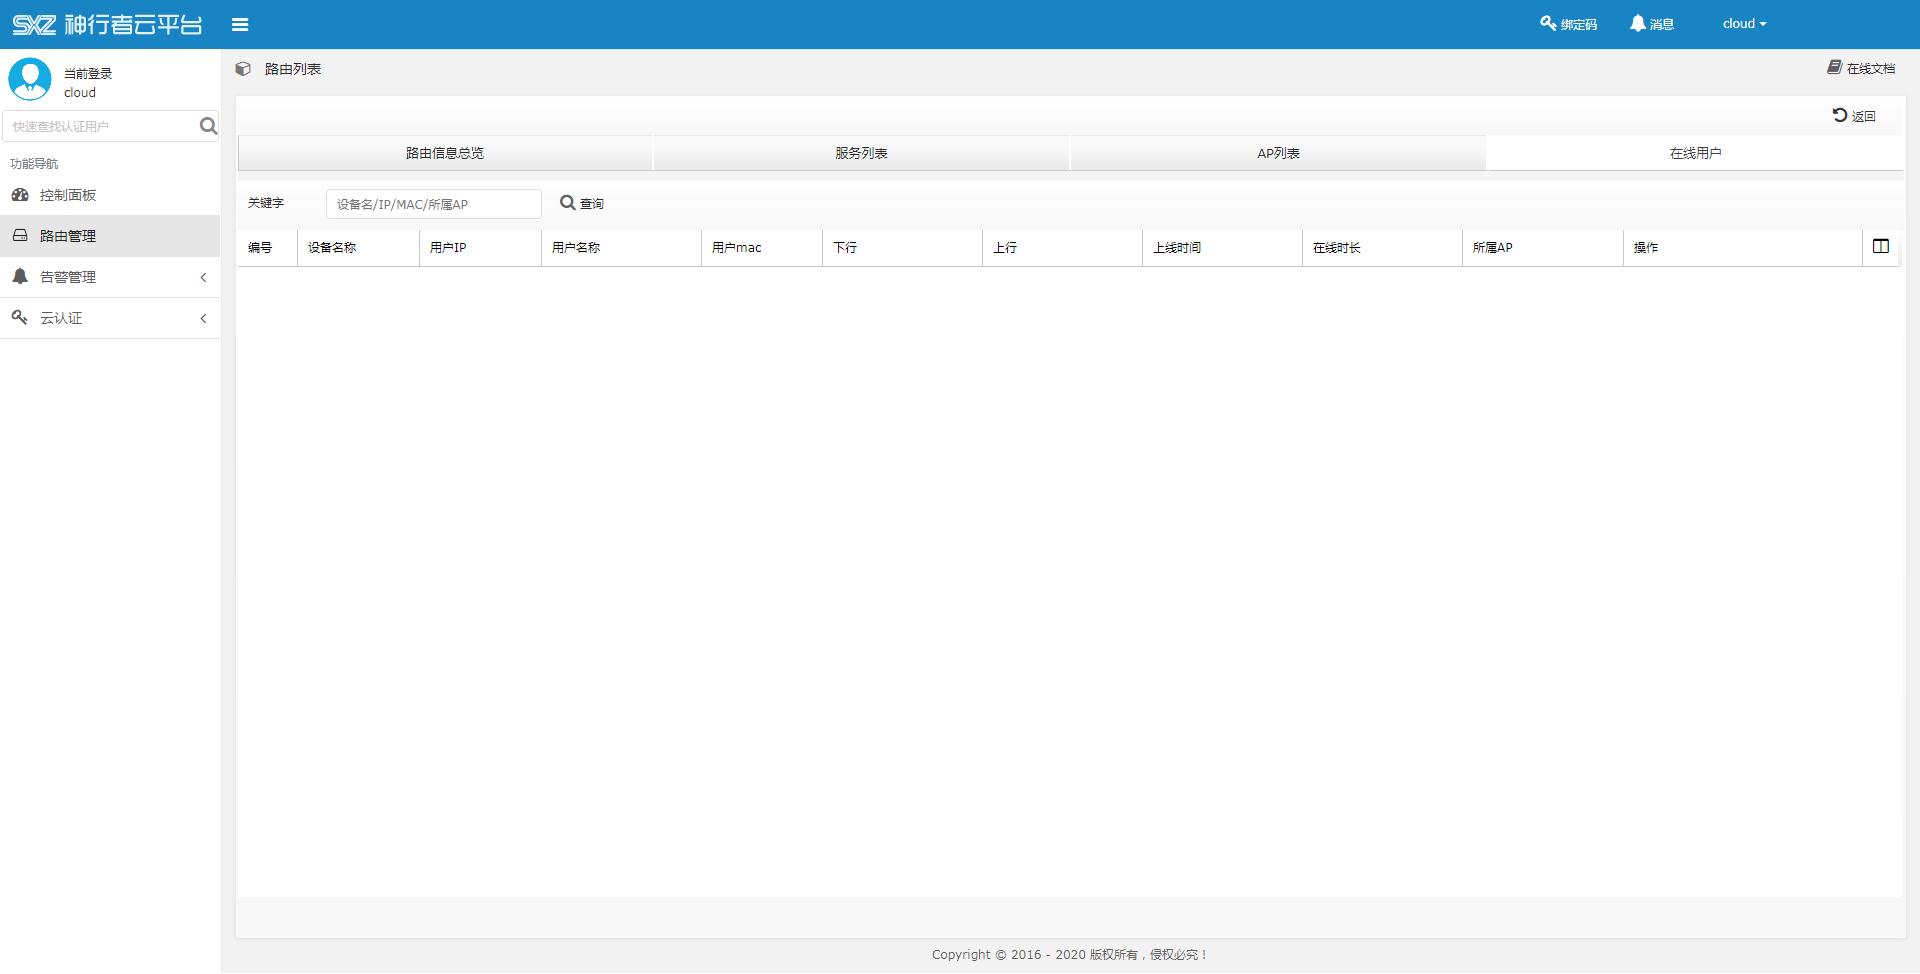 SXZ 神行者云平台
绑定码 消息 cloud
当前登录
cloud
快速查找认证用户
功能导航
控制面板
路由管理
告警管理
云认证
路由列表 在线文档
返回
路由信息总览 服务列表 AP列表 在线用户
关键字 设备名/IP/MAC/所属AP 查询
编号 设备名称 用户IP 用户名称 用户mac 下行 上行 上线时间 在线时长 所属AP 操作
Copyright © 2016 - 2020 版权所有，侵权必究！